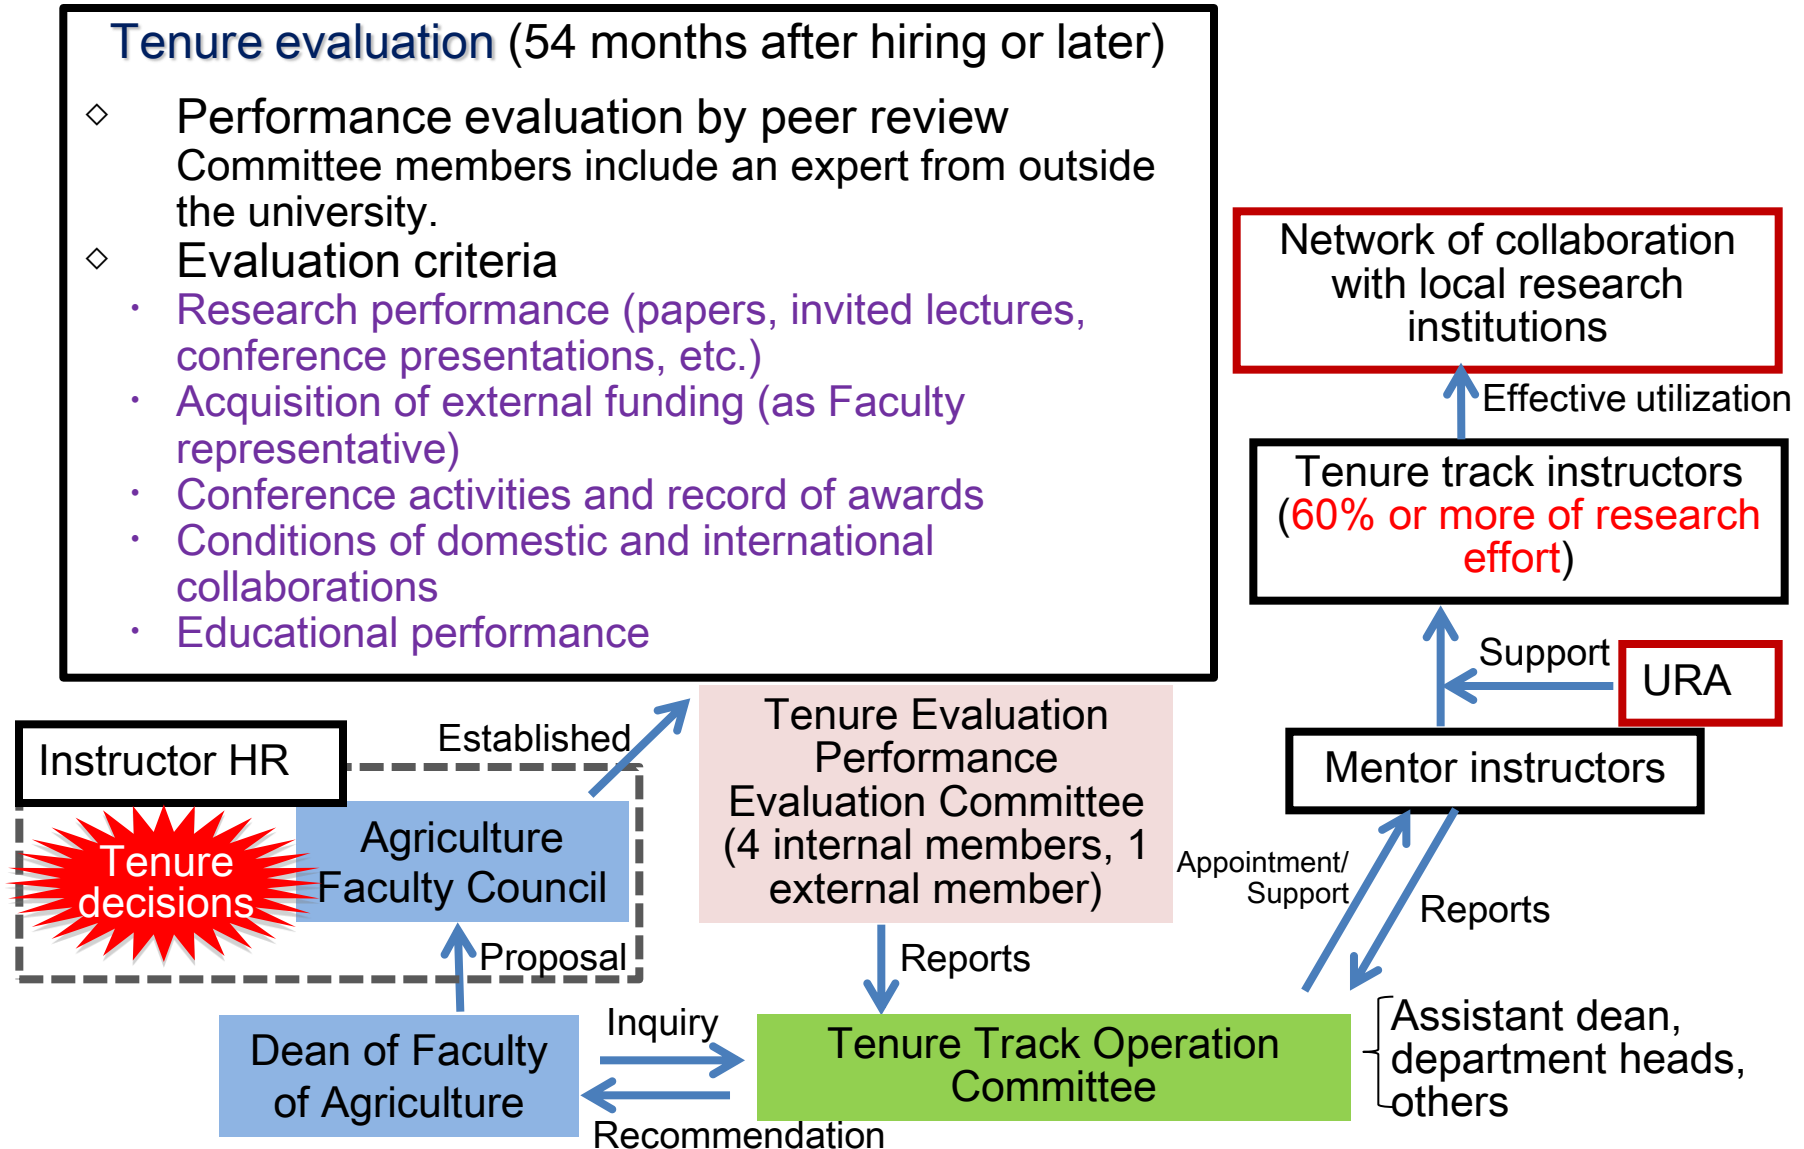 Tenure evaluation (54 months after hiring or later)
◇ Performance evaluation by peer review
Committee members include an expert from outside
the university.
◇ Evaluation criteria
・ Research performance (papers, invited lectures,
conference presentations, etc.)
・ Acquisition of external funding (as Faculty
representative)
・ Conference activities and record of awards
・ Conditions of domestic and international
collaborations
・ Educational performance
Network of collaboration
with local research
institutions
Effective utilization
Tenure track instructors
(60% or more of research
effort)
Support
URA
Mentor instructors
Appointment/
Support
Reports
Established
Tenure Evaluation
Performance
Evaluation Committee
(4 internal members, 1
external member)
Instructor HR
Tenure
decisions
Agriculture
Faculty Council
Proposal
Reports
Dean of Faculty
of Agriculture
Inquiry
Recommendation
Tenure Track Operation
Committee
Assistant dean,
department heads,
others